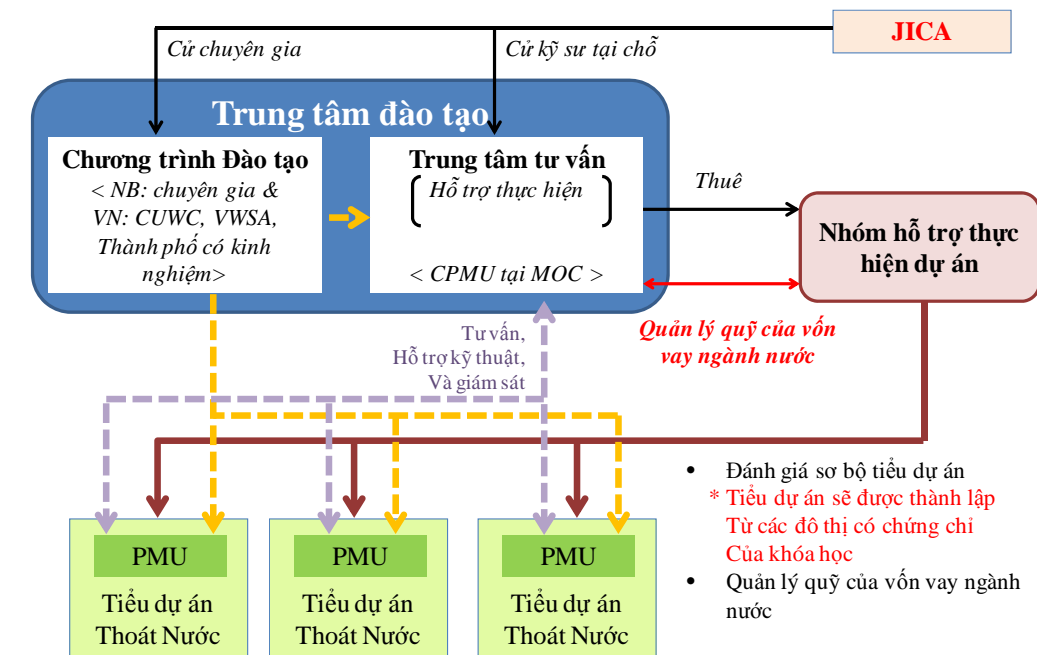 JICA
Cử chuyên gia
Cử kỹ sư tại chỗ
Trung tâm đào tạo
Chương trình Đào tạo
< NB: chuyên gia &
VN: CUWC, VWSA,
Thành phố có kinh
nghiệm>
Trung tâm tư vấn
Hỗ trợ thực hiện
< CPMU tại MOC >
Thuê
Nhóm hỗ trợ thực
hiện dự án
Quản lý quỹ của vốn
vay ngành nước
Tư vấn,
Hỗ trợ kỹ thuật,
Và giám sát
• Đánh giá sơ bộ tiểu dự án
* Tiểu dự án sẽ được thành lập
Từ các đô thị có chứng chỉ
Của khóa học
• Quản lý quỹ của vốn vay ngành
nước
PMU
Tiểu dự án
Thoát Nước
PMU
Tiểu dự án
Thoát Nước
PMU
Tiểu dự án
Thoát Nước